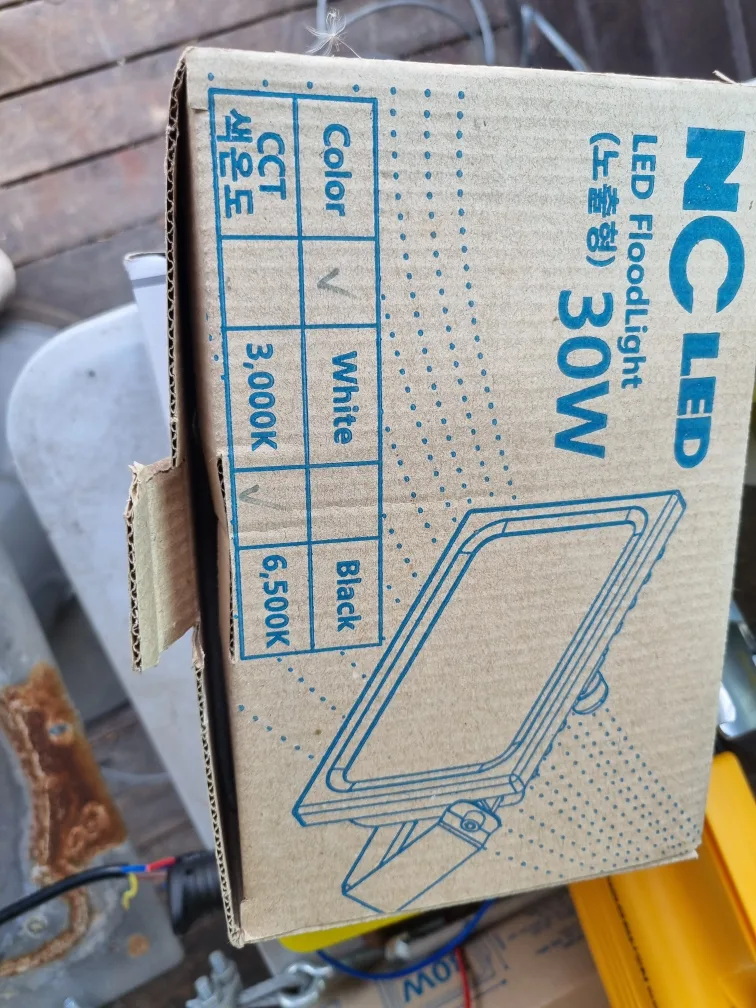 NC LED
LED FloodLight
(노출형) 30W
Color ✓ White Black
CCT
색온도 3,000K ✓ 6,500K
0W